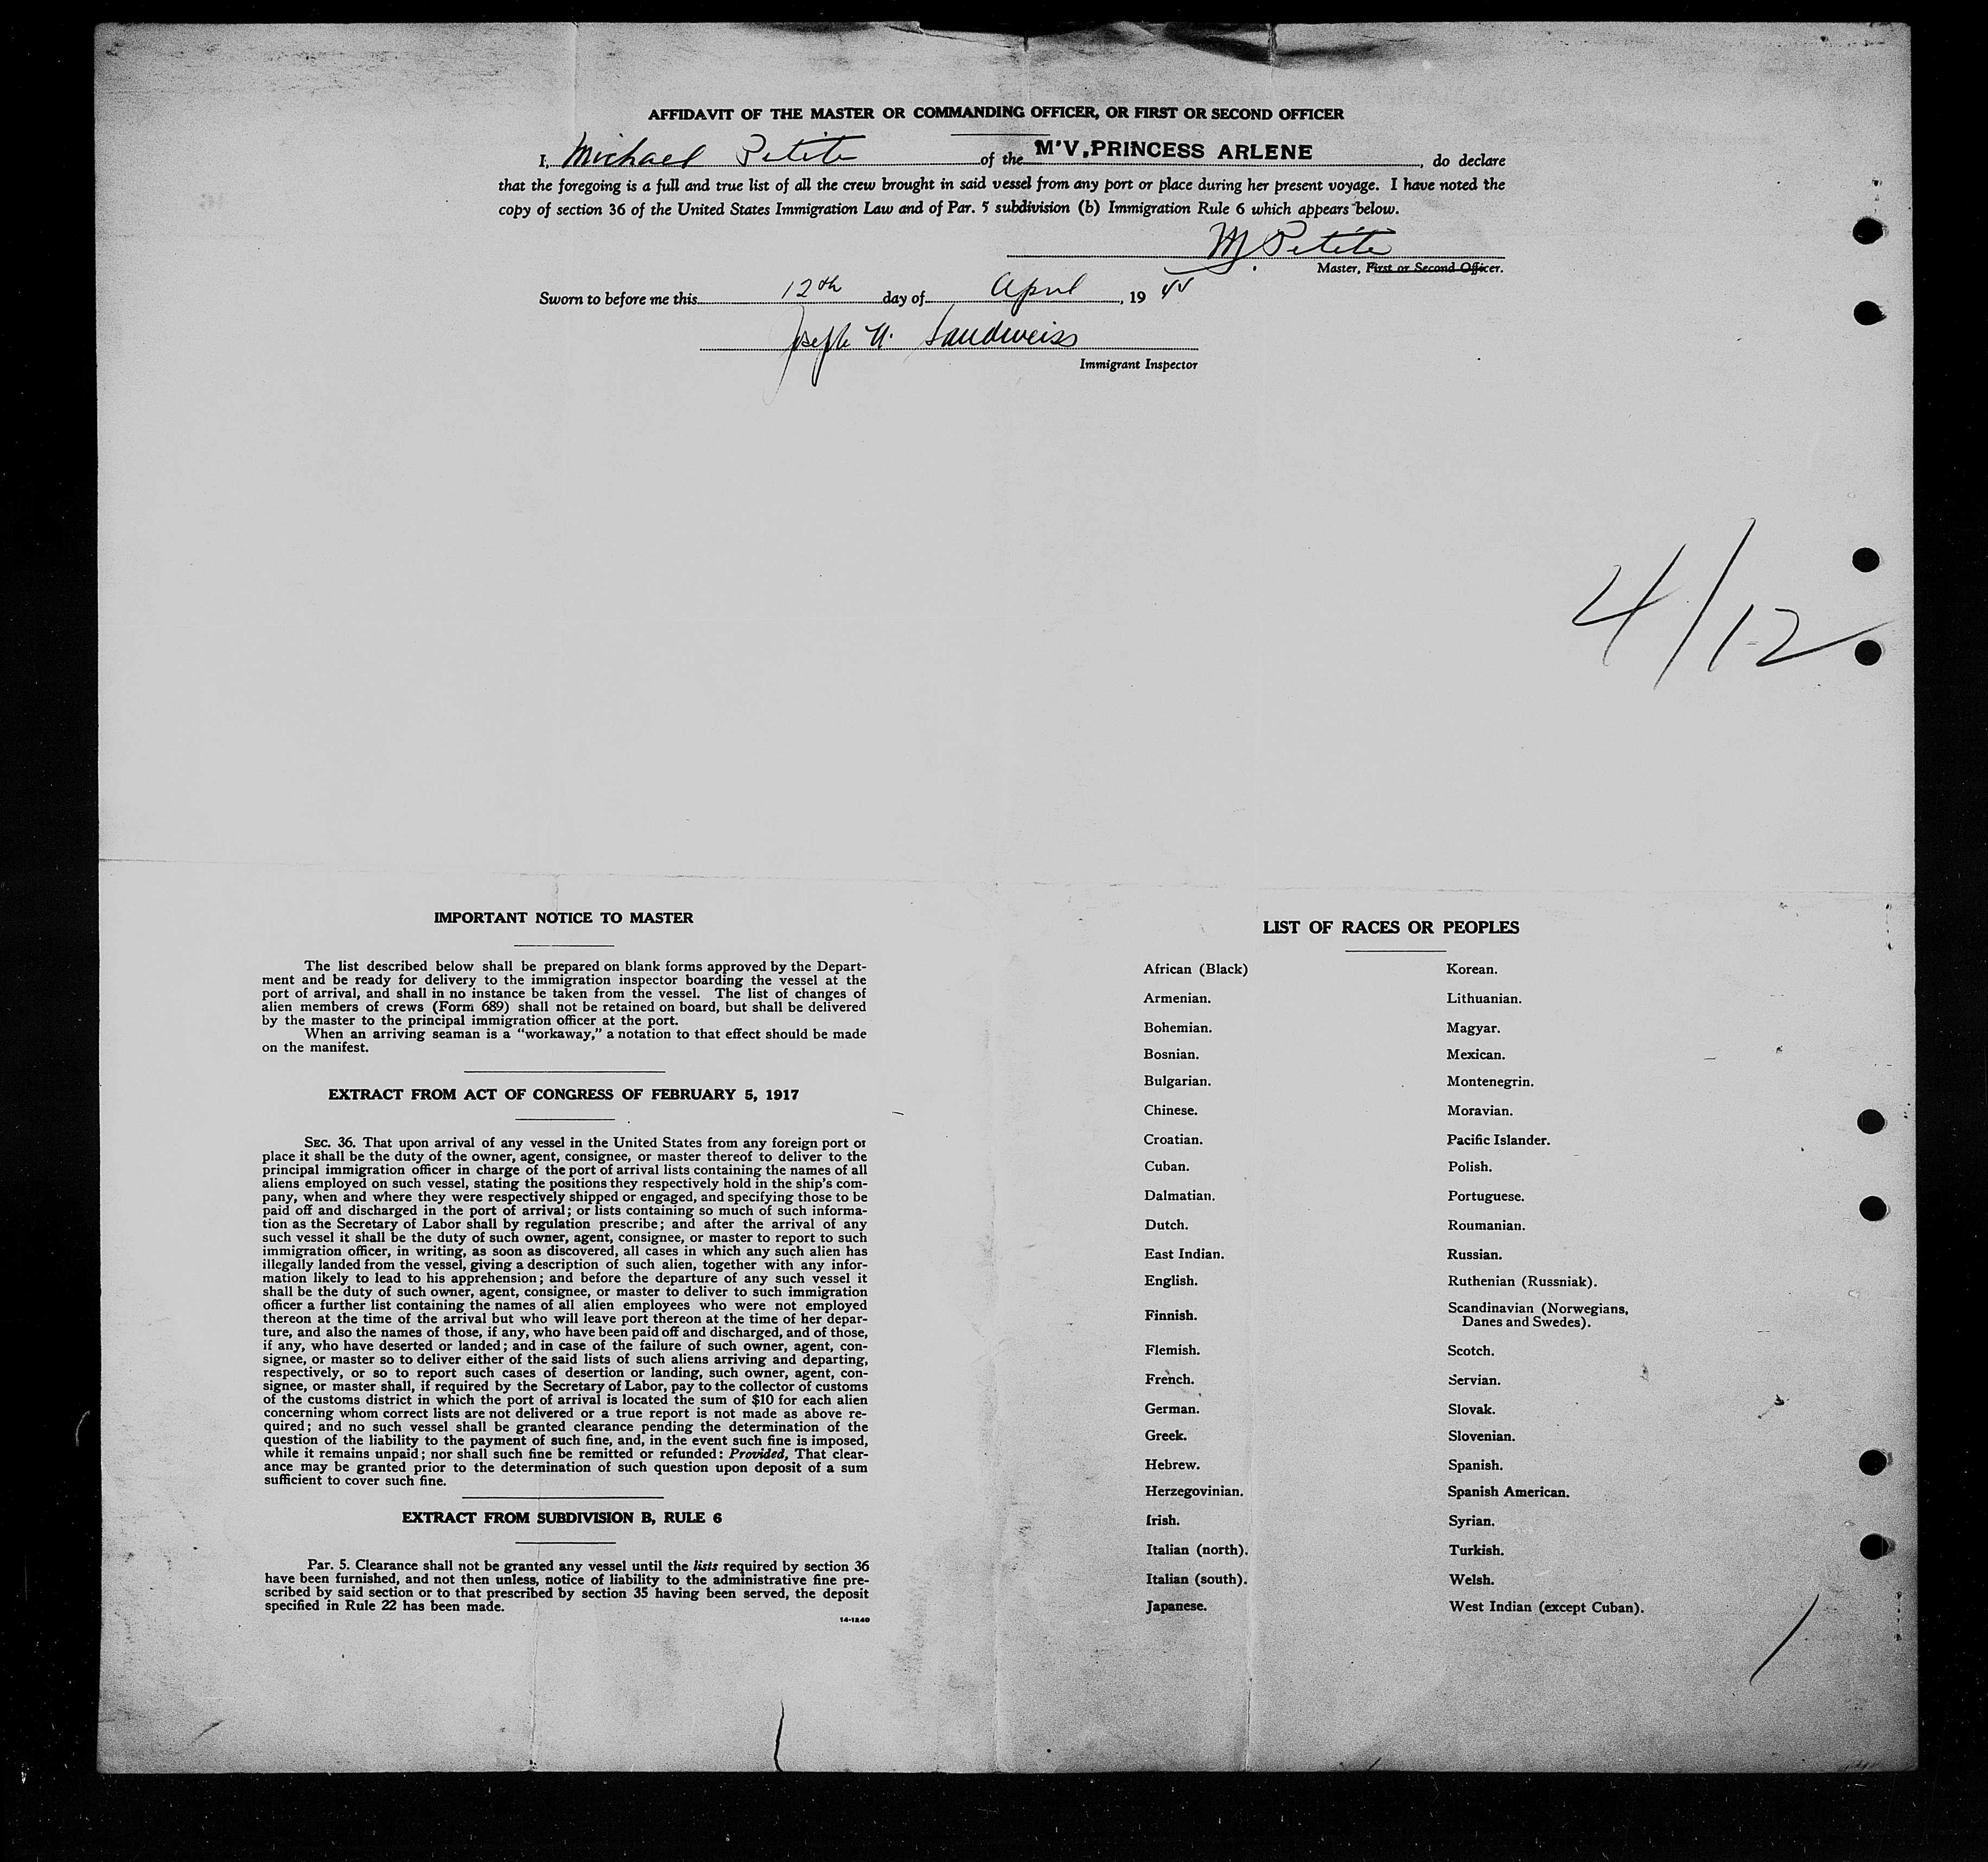 AFFIDAVIT OF THE MASTER OR COMMANDING OFFICER, OR FIRST OR SECOND OFFICER
I, Michael Petite of the M'V, PRINCESS ARLENE, do declare
that the foregoing is a full and true list of all the crew brought in said vessel from any port or place during her present voyage. I have noted the
copy of section 36 of the United States Immigration Law and of Par. 5 subdivision (b) Immigration Rule 6 which appears below.
M. Petite
Master, First or Second Officer.
Sworn to before me this 12th day of April, 19 44
Joseph Sandweiss
Immigrant Inspector
4/12
IMPORTANT NOTICE TO MASTER
The list described below shall be prepared on blank forms approved by the Depart-
ment and be ready for delivery to the immigration inspector boarding the vessel at the
port of arrival, and shall in no instance be taken from the vessel. The list of changes of
alien members of crews (Form 689) shall not be retained on board, but shall be delivered
by the master to the principal immigration officer at the port.
When an arriving seaman is a "workaway," a notation to that effect should be made
on the manifest.
EXTRACT FROM ACT OF CONGRESS OF FEBRUARY 5, 1917
SEC. 36. That upon arrival of any vessel in the United States from any foreign port or
place it shall be the duty of the owner, agent, consignee, or master thereof to deliver to the
principal immigration officer in charge of the port of arrival lists containing the names of all
aliens employed on such vessel, stating the positions they respectively hold in the ship's com-
pany, when and where they were respectively shipped or engaged, and specifying those to be
paid off and discharged in the port of arrival; or lists containing so much of such informa-
tion as the Secretary of Labor shall by regulation prescribe; and after the arrival of any
such vessel it shall be the duty of such owner, agent, consignee, or master to report to such
immigration officer, in writing, as soon as discovered, all cases in which any such alien has
illegally landed from the vessel, giving a description of such alien, together with any infor-
mation likely to lead to his apprehension; and before the departure of any such vessel it
shall be the duty of such owner, agent, consignee, or master to deliver to such immigration
officer a further list containing the names of all alien employees who were not employed
thereon at the time of the arrival but who will leave port thereon at the time of her depar-
ture, and also the names of those, if any, who have been paid off and discharged, and of those,
if any, who have deserted or landed; and in case of the failure of such owner, agent, con-
signee, or master so to deliver either of the said lists of such aliens arriving and departing,
respectively, or so to report such cases of desertion or landing, such owner, agent, con-
signee, or master shall, if required by the Secretary of Labor, pay to the collector of customs
of the customs district in which the port of arrival is located the sum of $10 for each alien
concerning whom correct lists are not delivered or a true report is not made as above re-
quired; and no such vessel shall be granted clearance pending the determination of the
question of the liability to the payment of such fine, and, in the event such fine is imposed,
while it remains unpaid; nor shall such fine be remitted or refunded: Provided, That clear-
ance may be granted prior to the determination of such question upon deposit of a sum
sufficient to cover such fine.
EXTRACT FROM SUBDIVISION B, RULE 6
Par. 5. Clearance shall not be granted any vessel until the lists required by section 36
have been furnished, and not then unless, notice of liability to the administrative fine pre-
scribed by said section or to that prescribed by section 35 having been served, the deposit
specified in Rule 22 has been made.
14-1240
LIST OF RACES OR PEOPLES
African (Black)
Armenian.
Bohemian.
Bosnian.
Bulgarian.
Chinese.
Croatian.
Cuban.
Dalmatian.
Dutch.
East Indian.
English.
Finnish.
Flemish.
French.
German.
Greek.
Hebrew.
Herzegovinian.
Irish.
Italian (north).
Italian (south).
Japanese.
Korean.
Lithuanian.
Magyar.
Mexican.
Montenegrin.
Moravian.
Pacific Islander.
Polish.
Portuguese.
Roumanian.
Russian.
Ruthenian (Russniak).
Scandinavian (Norwegians,
Danes and Swedes).
Scotch.
Servian.
Slovak.
Slovenian.
Spanish.
Spanish American.
Syrian.
Turkish.
Welsh.
West Indian (except Cuban).